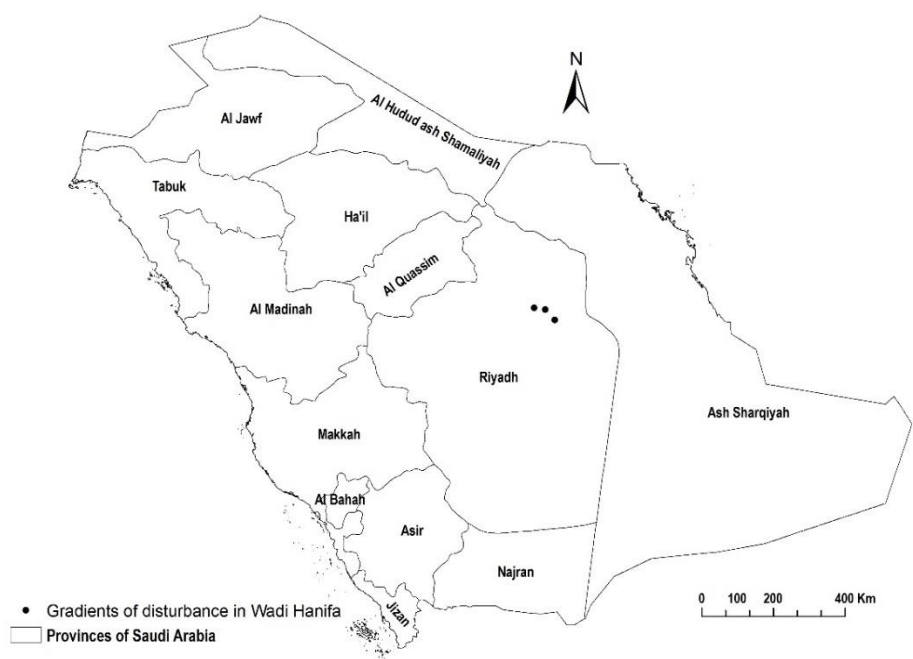 N
Al Hudud ash Shamaliyah
Al Jawf
Tabuk
Ha'il
Al Quassim
Al Madinah
Riyadh
Ash Sharqiyah
Makkah
Al Bahah
Asir
Najran
Jizan
0 100 200 300 400 Km
Gradients of disturbance in Wadi Hanifa
Provinces of Saudi Arabia